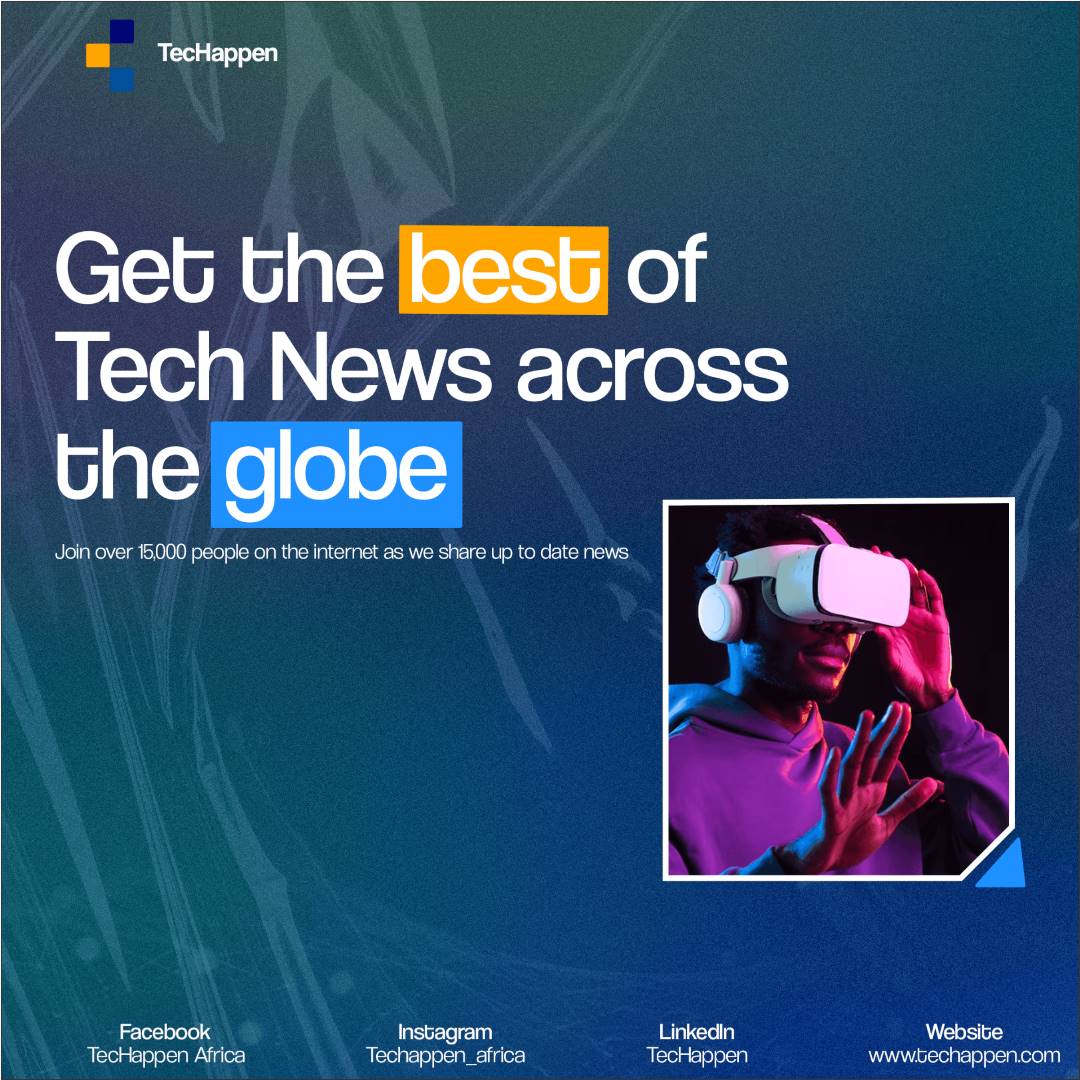 TecHappen
Get the best of
Tech News across
the globe
Join over 15,000 people on the internet as we share up to date news
Facebook
TecHappen Africa
Instagram
Techappen_africa
LinkedIn
TecHappen
Website
www.techappen.com